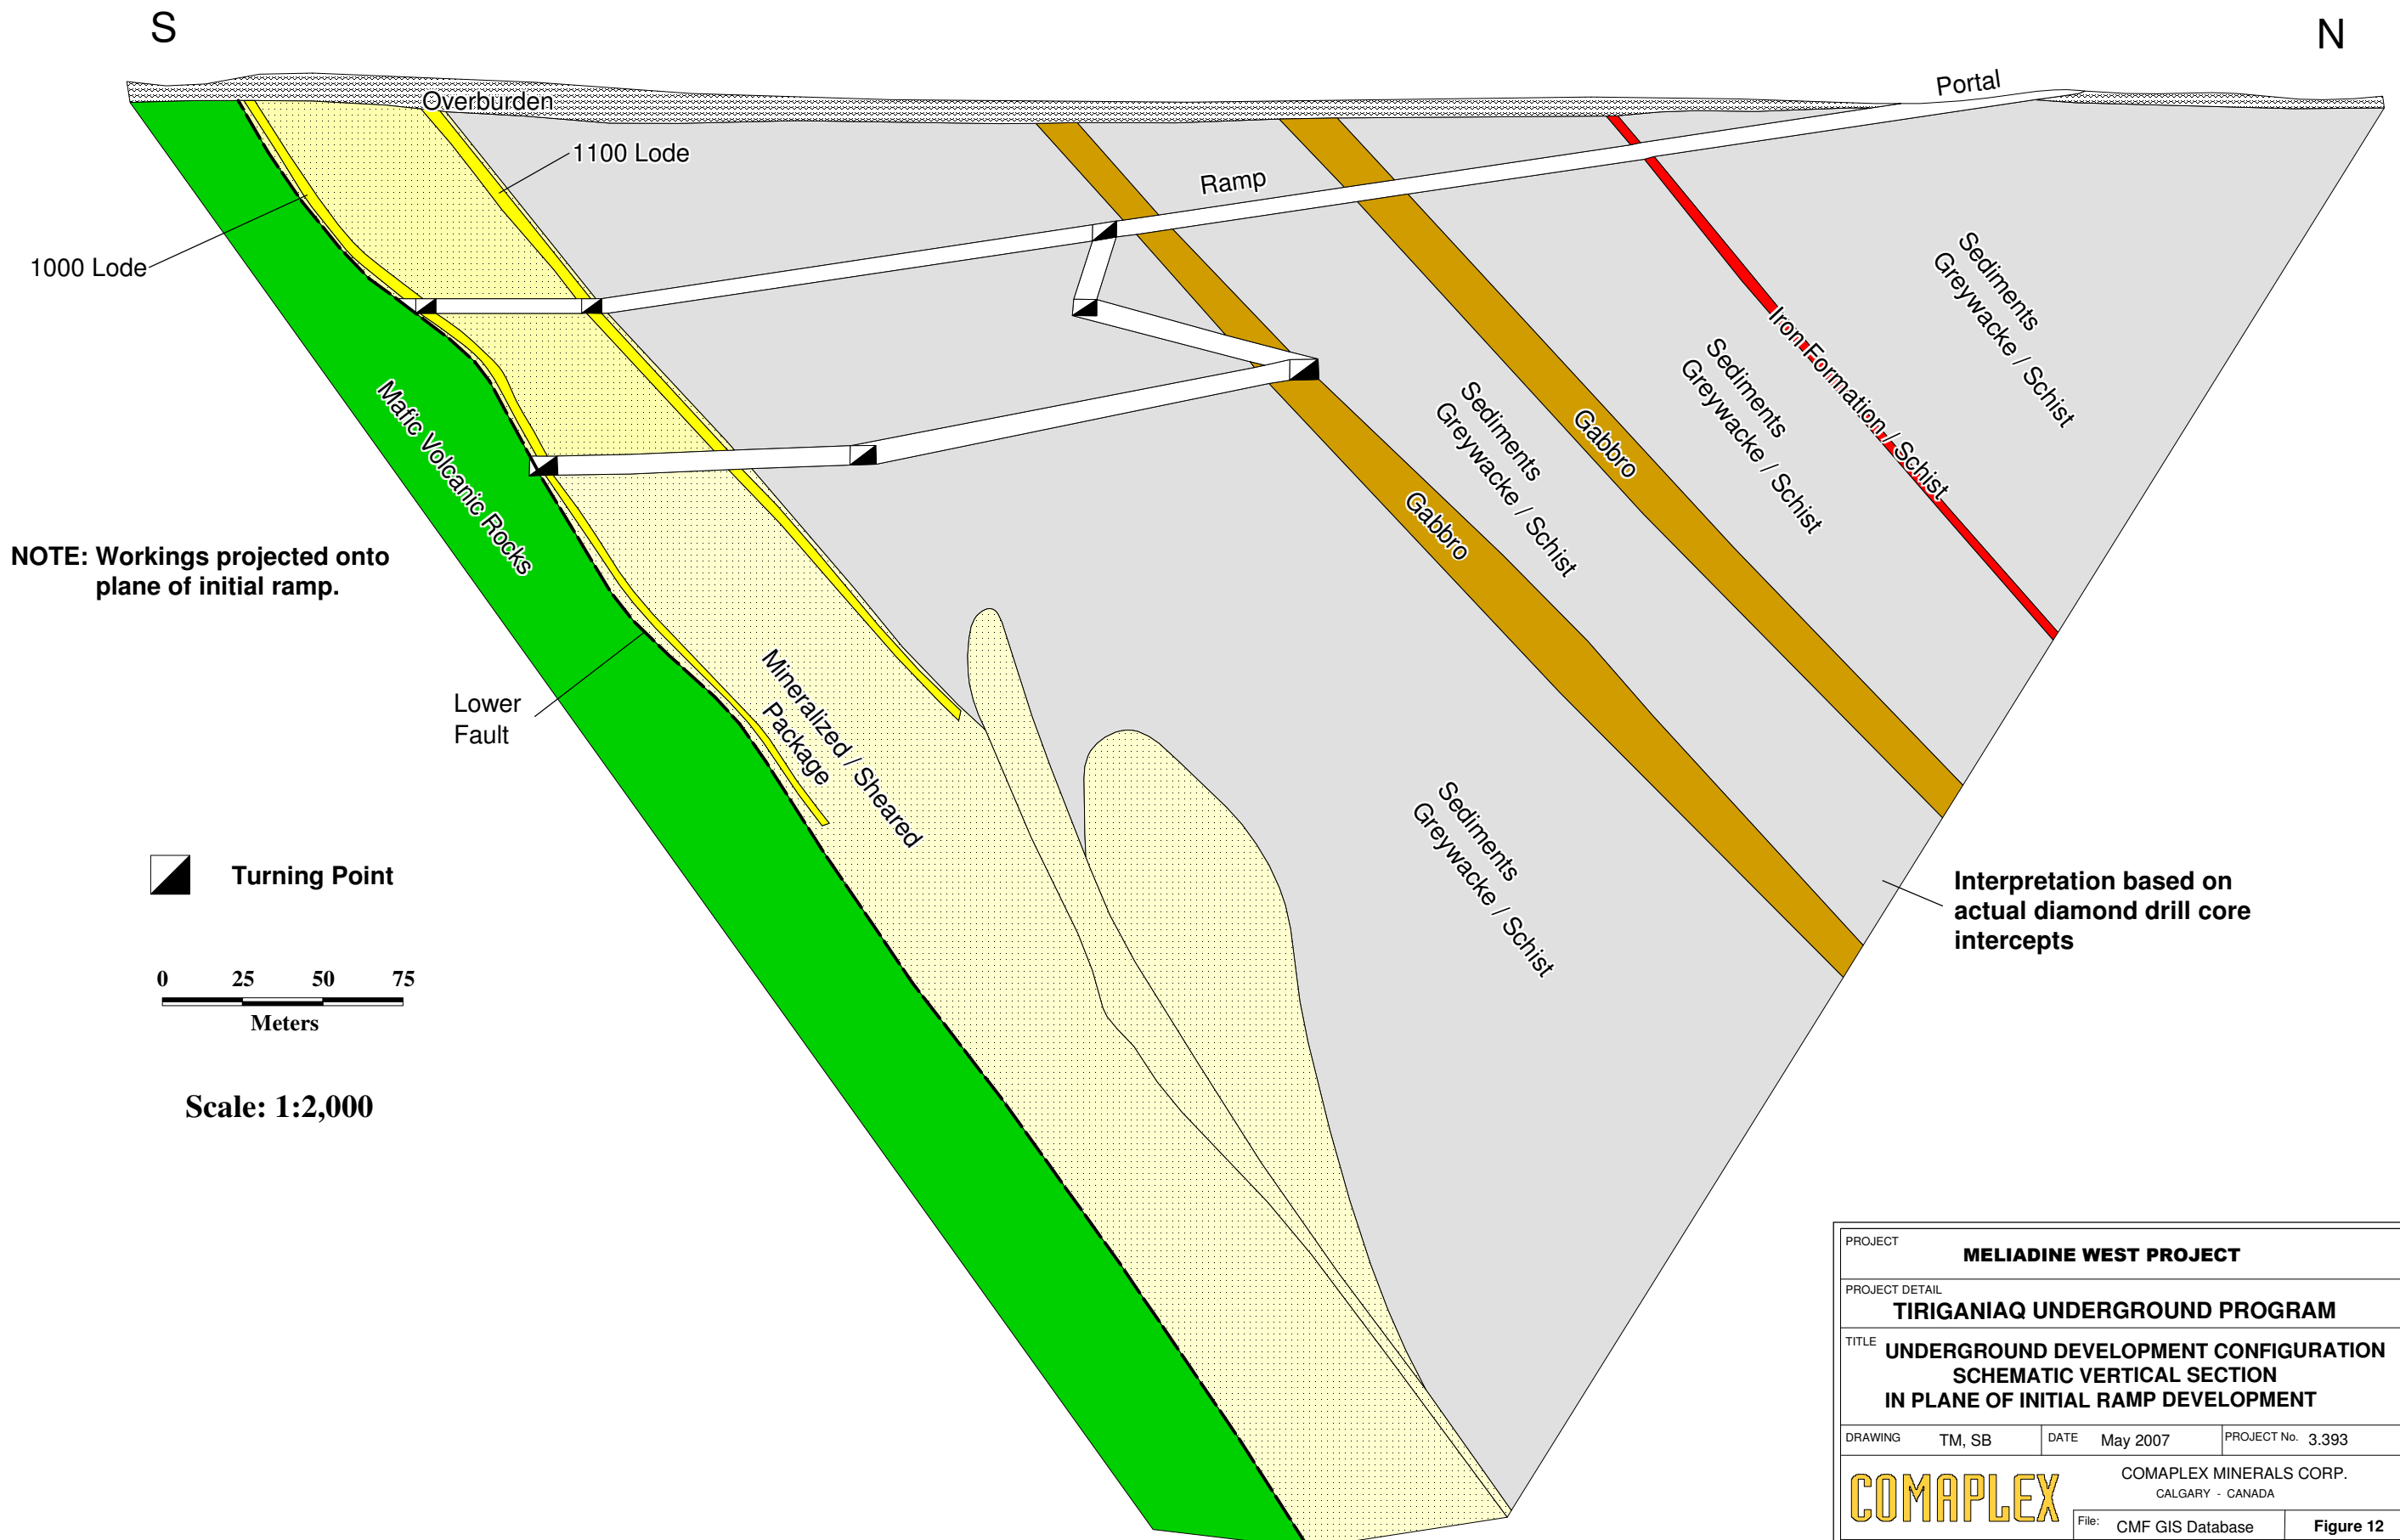 S
N
Portal
Overburden
1100 Lode
Ramp
1000 Lode
Sediments
Greywacke / Schist
Iron Formation / Schist
Sediments
Greywacke / Schist
Gabbro
Sediments
Greywacke / Schist
Gabbro
Mafic Volcanic Rocks
NOTE: Workings projected onto
plane of initial ramp.
Lower
Fault
Mineralized / Sheared
Package
Sediments
Greywacke / Schist
Turning Point
Interpretation based on
actual diamond drill core
intercepts
0 25 50 75
Meters
Scale: 1:2,000
PROJECT
MELIADINE WEST PROJECT
PROJECT DETAIL
TIRIGANIAQ UNDERGROUND PROGRAM
TITLE UNDERGROUND DEVELOPMENT CONFIGURATION
SCHEMATIC VERTICAL SECTION
IN PLANE OF INITIAL RAMP DEVELOPMENT
DRAWING TM, SB DATE May 2007 PROJECT No. 3.393
COMAPLEX
COMAPLEX MINERALS CORP.
CALGARY - CANADA
File: CMF GIS Database Figure 12